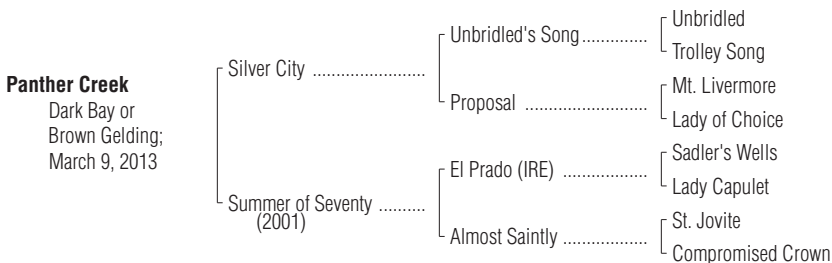 Panther Creek
Dark Bay or
Brown Gelding;
March 9, 2013
Silver City ........................
Summer of Seventy ..........
(2001)
Unbridled's Song ..............
Proposal ..........................
El Prado (IRE) ..................
Almost Saintly ..................
Unbridled
Trolley Song
Mt. Livermore
Lady of Choice
Sadler's Wells
Lady Capulet
St. Jovite
Compromised Crown